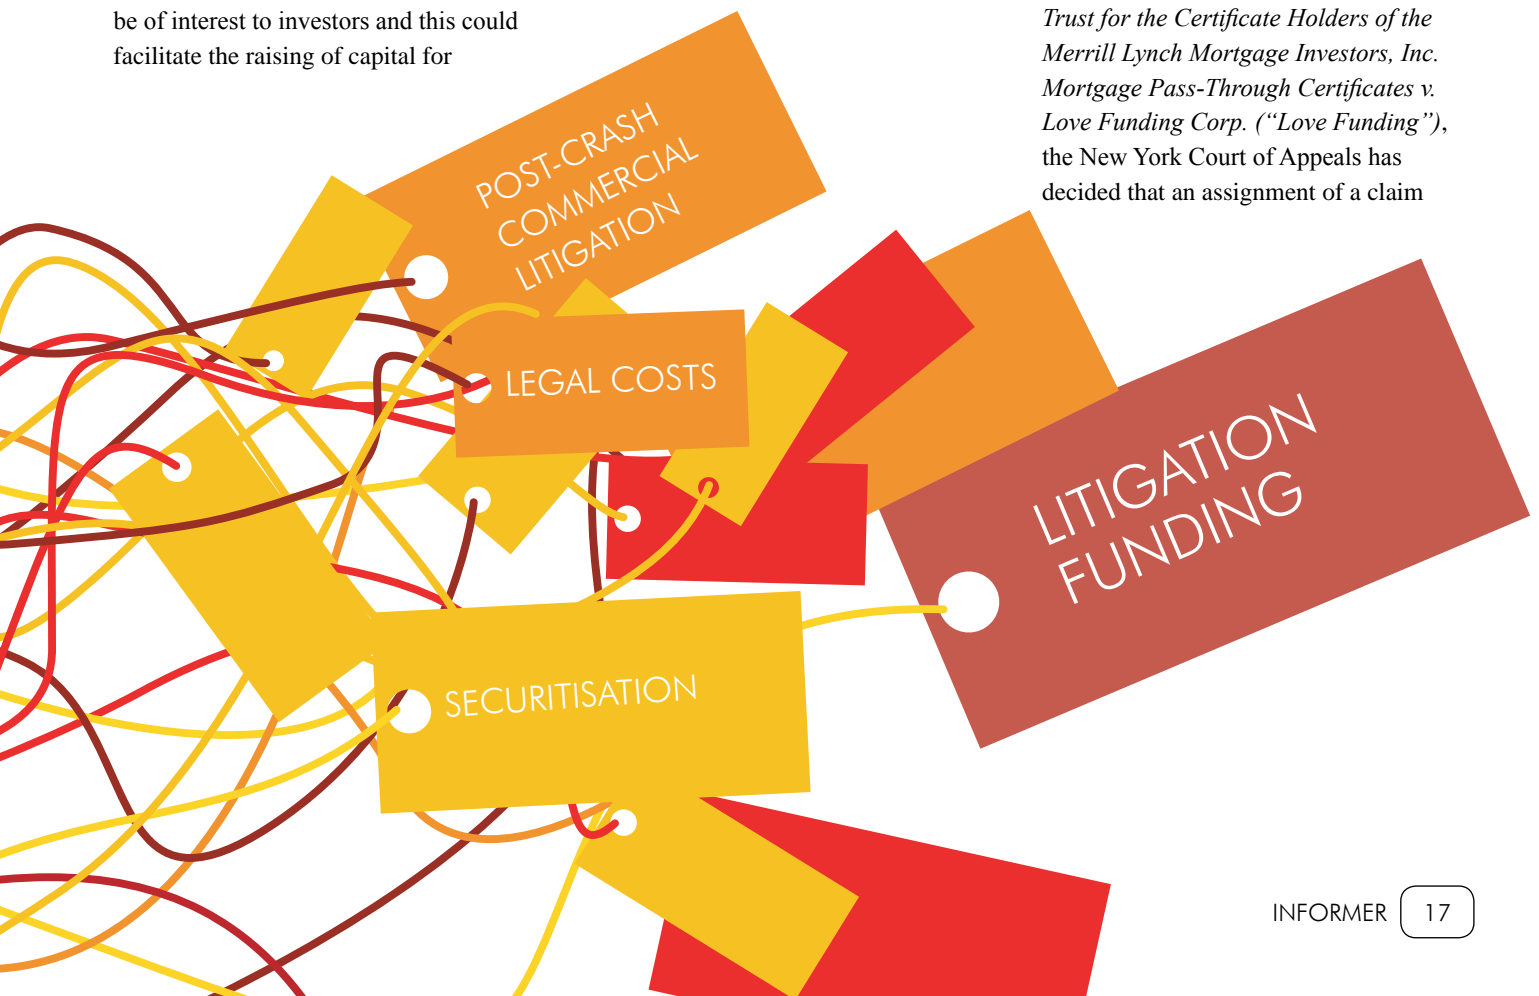 be of interest to investors and this could
facilitate the raising of capital for
Trust for the Certificate Holders of the
Merrill Lynch Mortgage Investors, Inc.
Mortgage Pass-Through Certificates v.
Love Funding Corp. (“Love Funding”),
the New York Court of Appeals has
decided that an assignment of a claim
POST-CRASH
COMMERCIAL
LITIGATION
LEGAL COSTS
LITIGATION
FUNDING
SECURITISATION
INFORMER 17